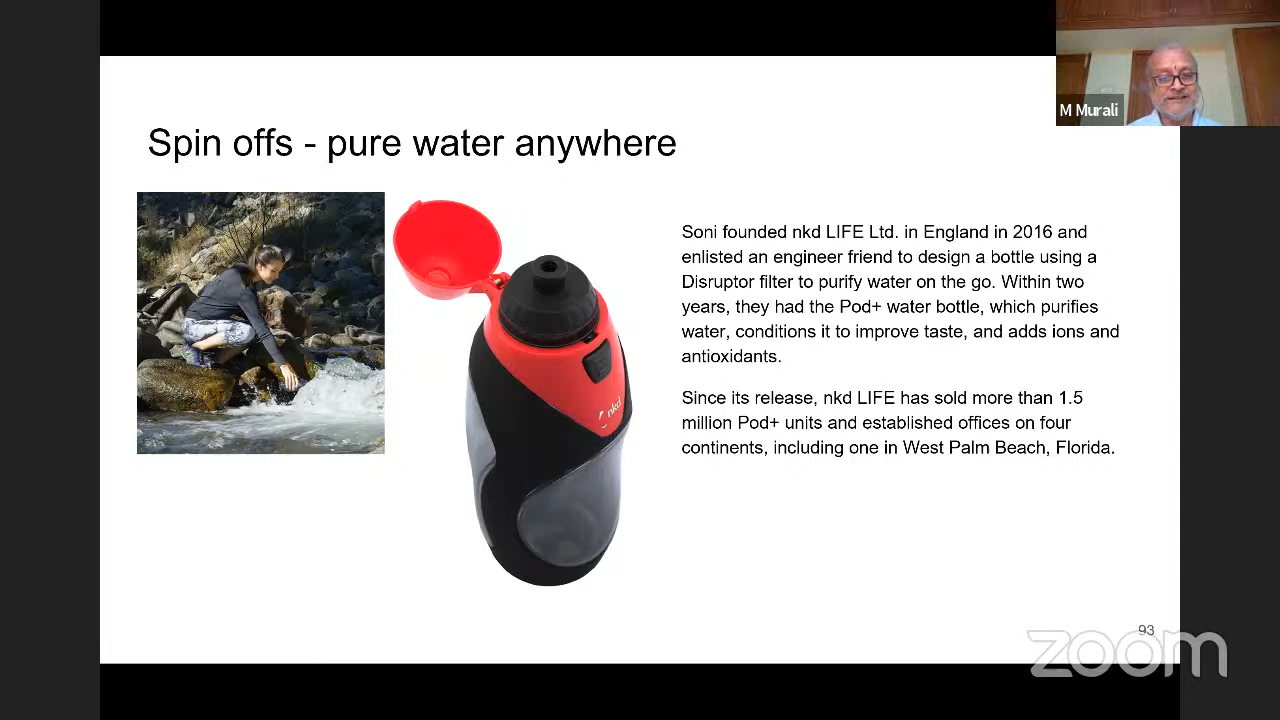 M Murali
Spin offs - pure water anywhere
Soni founded nkd LIFE Ltd. in England in 2016 and
enlisted an engineer friend to design a bottle using a
Disruptor filter to purify water on the go. Within two
years, they had the Pod+ water bottle, which purifies
water, conditions it to improve taste, and adds ions and
antioxidants.
Since its release, nkd LIFE has sold more than 1.5
million Pod+ units and established offices on four
continents, including one in West Palm Beach, Florida.
nkd
93
zoom